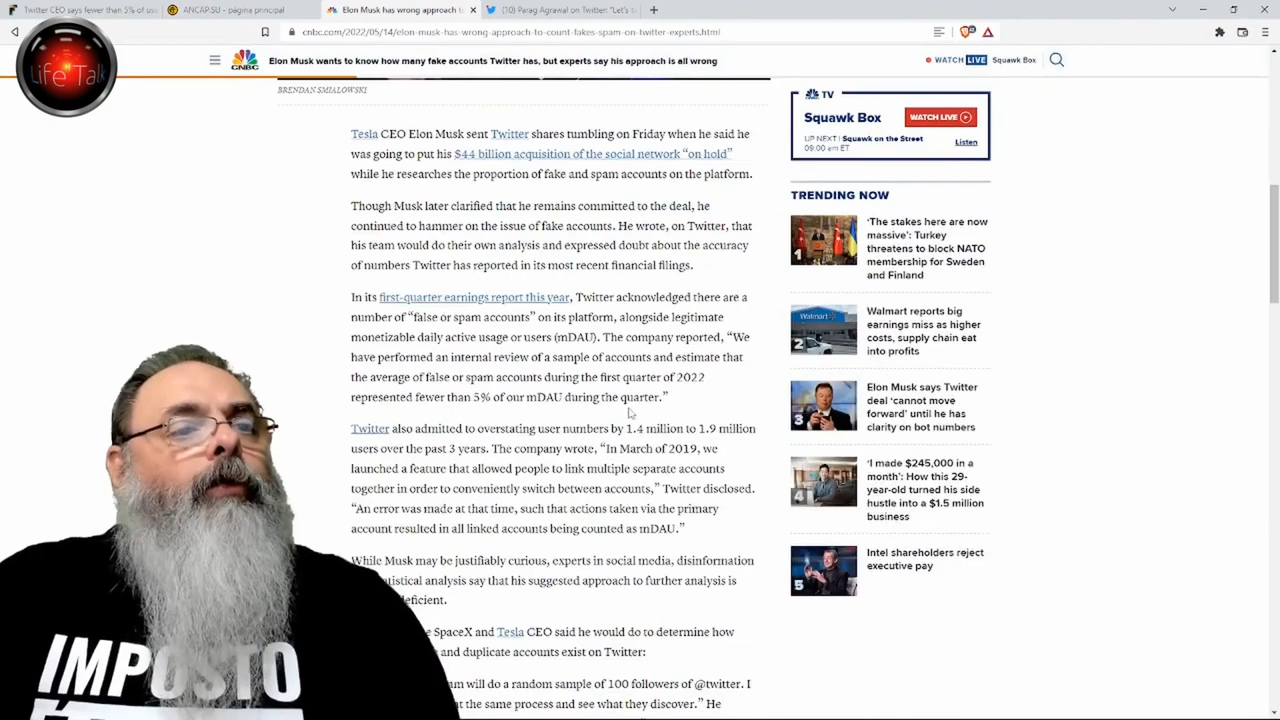 Twitter CEO says fewer than 5% of us
ANCAP.SU - página principal
Elon Musk has wrong approach to
(10) Parag Agrawal on Twitter: "Let's
cnbc.com/2022/05/14/elon-musk-has-wrong-approach-to-count-fakes-spam-on-twitter-experts.html
Life Talk
CNBC
Elon Musk wants to know how many fake accounts Twitter has, but experts say his approach is all wrong
WATCH LIVE Squawk Box
BRENDAN SMIALOWSKI
Tesla CEO Elon Musk sent Twitter shares tumbling on Friday when he said he
was going to put his $44 billion acquisition of the social network “on hold”
while he researches the proportion of fake and spam accounts on the platform.
Though Musk later clarified that he remains committed to the deal, he
continued to hammer on the issue of fake accounts. He wrote, on Twitter, that
his team would do their own analysis and expressed doubt about the accuracy
of numbers Twitter has reported in its most recent financial filings.
In its first-quarter earnings report this year, Twitter acknowledged there are a
number of “false or spam accounts” on its platform, alongside legitimate
monetizable daily active usage or users (mDAU). The company reported, “We
have performed an internal review of a sample of accounts and estimate that
the average of false or spam accounts during the first quarter of 2022
represented fewer than 5% of our mDAU during the quarter.”
Twitter also admitted to overstating user numbers by 1.4 million to 1.9 million
users over the past 3 years. The company wrote, “In March of 2019, we
launched a feature that allowed people to link multiple separate accounts
together in order to conveniently switch between accounts,” Twitter disclosed.
“An error was made at that time, such that actions taken via the primary
account resulted in all linked accounts being counted as mDAU.”
While Musk may be justifiably curious, experts in social media, disinformation
statistical analysis say that his suggested approach to further analysis is
deficient.
SpaceX and Tesla CEO said he would do to determine how
and duplicate accounts exist on Twitter:
will do a random sample of 100 followers of @twitter. I
the same process and see what they discover.” He
TV
Squawk Box
WATCH LIVE
UP NEXT | Squawk on the Street
09:00 am ET
Listen
TRENDING NOW
1
‘The stakes here are now
massive’: Turkey
threatens to block NATO
membership for Sweden
and Finland
2
Walmart reports big
earnings miss as higher
costs, supply chain eat
into profits
3
Elon Musk says Twitter
deal ‘cannot move
forward’ until he has
clarity on bot numbers
4
‘I made $245,000 in a
month’: How this 29-
year-old turned his side
hustle into a $1.5 million
business
5
Intel shareholders reject
executive pay
IMPOSTO